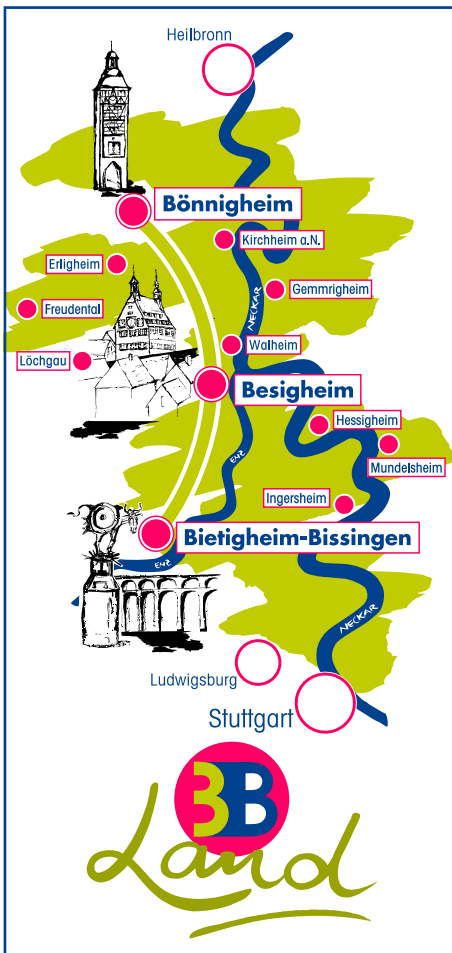 Heilbronn
Bönnigheim
Kirchheim a.N.
Erligheim
Gemmrigheim
Freudental
NECKAR
Walheim
Löchgau
Besigheim
Hessigheim
Mundelsheim
ENZ
Ingersheim
Bietigheim-Bissingen
ENZ
NECKAR
Ludwigsburg
Stuttgart
3B
Land